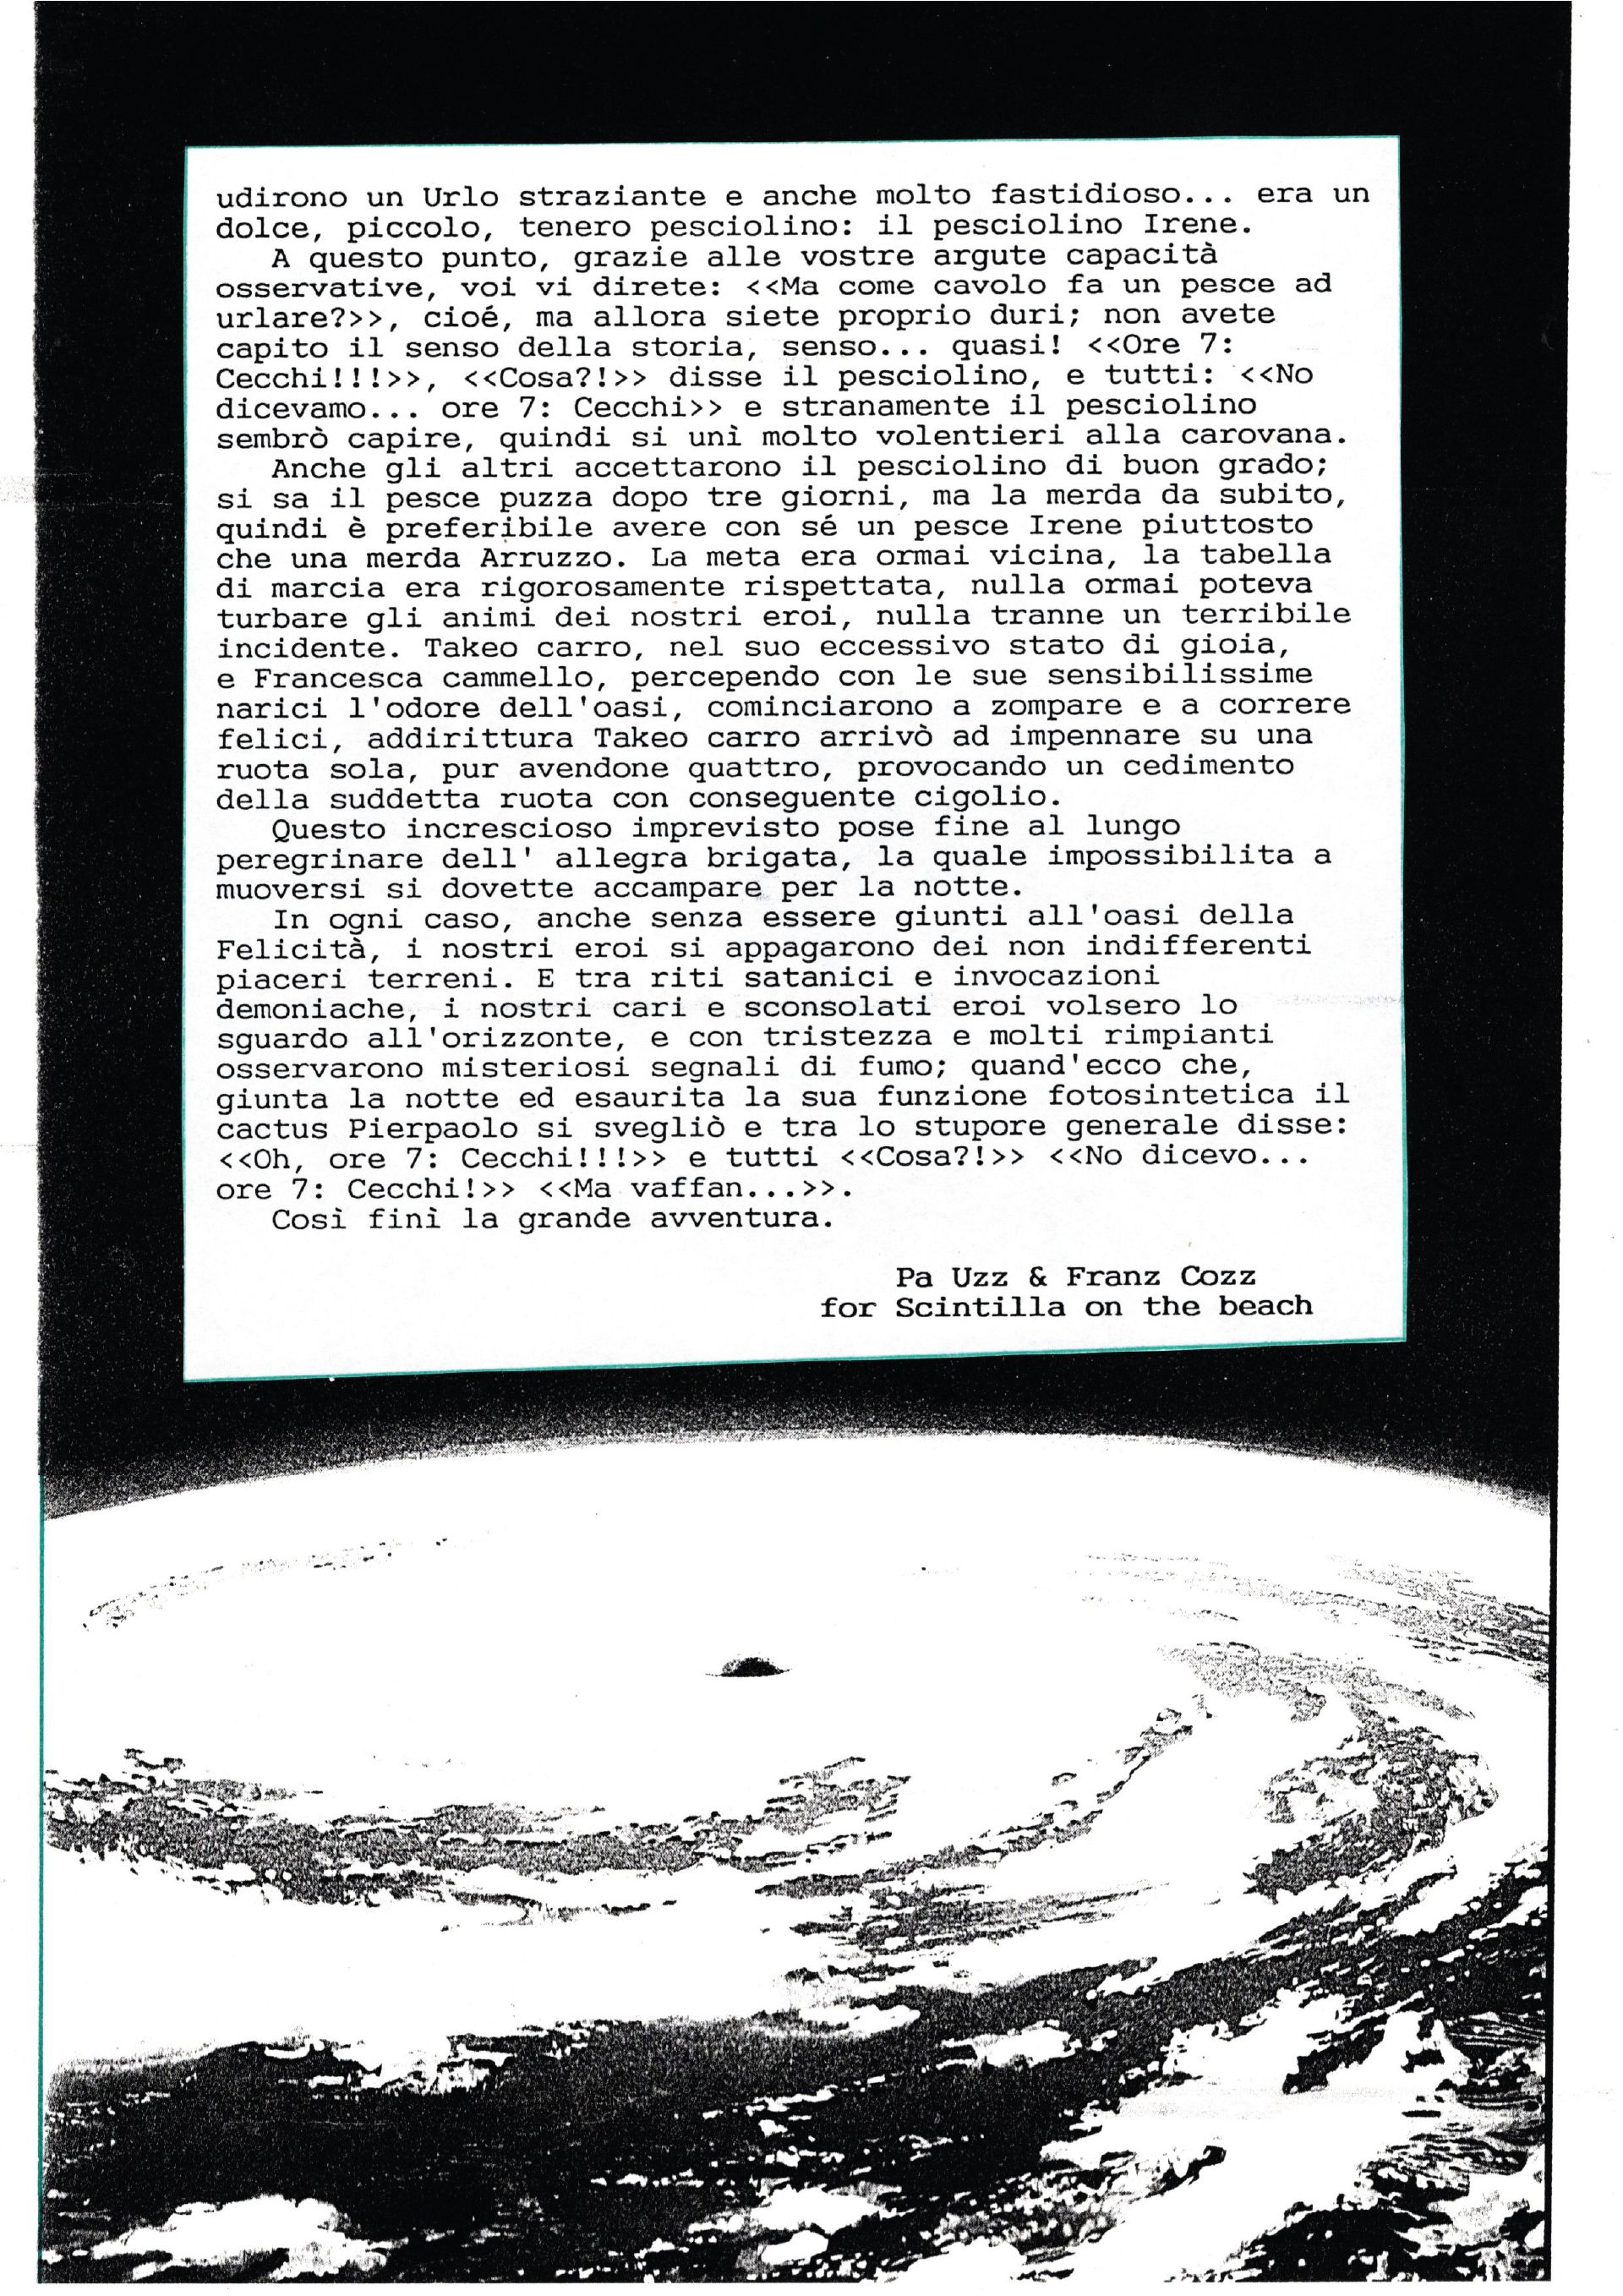 udirono un Urlo straziante e anche molto fastidioso... era un
dolce, piccolo, tenero pesciolino: il pesciolino Irene.
A questo punto, grazie alle vostre argute capacità
osservative, voi vi direte: <<Ma come cavolo fa un pesce ad
urlare?>>, cioé, ma allora siete proprio duri; non avete
capito il senso della storia, senso... quasi! <<Ore 7:
Cecchi!!!>>, <<Cosa?!>> disse il pesciolino, e tutti: <<No
dicevamo... ore 7: Cecchi>> e stranamente il pesciolino
sembrò capire, quindi si unì molto volentieri alla carovana.
Anche gli altri accettarono il pesciolino di buon grado;
si sa il pesce puzza dopo tre giorni, ma la merda da subito,
quindi è preferibile avere con sé un pesce Irene piuttosto
che una merda Arruzzo. La meta era ormai vicina, la tabella
di marcia era rigorosamente rispettata, nulla ormai poteva
turbare gli animi dei nostri eroi, nulla tranne un terribile
incidente. Takeo carro, nel suo eccessivo stato di gioia,
e Francesca cammello, percependo con le sue sensibilissime
narici l'odore dell'oasi, cominciarono a zompare e a correre
felici, addirittura Takeo carro arrivò ad impennare su una
ruota sola, pur avendone quattro, provocando un cedimento
della suddetta ruota con conseguente cigolio.
Questo increscioso imprevisto pose fine al lungo
peregrinare dell' allegra brigata, la quale impossibilita a
muoversi si dovette accampare per la notte.
In ogni caso, anche senza essere giunti all'oasi della
Felicità, i nostri eroi si appagarono dei non indifferenti
piaceri terreni. E tra riti satanici e invocazioni
demoniache, i nostri cari e sconsolati eroi volsero lo
sguardo all'orizzonte, e con tristezza e molti rimpianti
osservarono misteriosi segnali di fumo; quand'ecco che,
giunta la notte ed esaurita la sua funzione fotosintetica il
cactus Pierpaolo si svegliò e tra lo stupore generale disse:
<<Oh, ore 7: Cecchi!!!>> e tutti <<Cosa?!>> <<No dicevo...
ore 7: Cecchi!>> <<Ma vaffan...>>.
Così finì la grande avventura.
Pa Uzz & Franz Cozz
for Scintilla on the beach